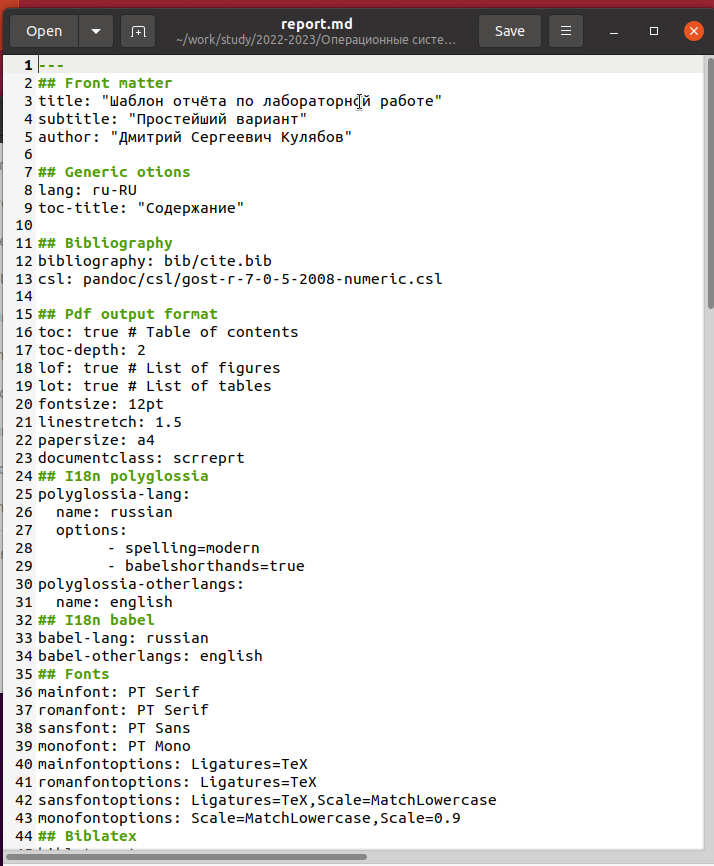 Open
report.md
~/work/study/2022-2023/Операционные систе…
Save
1 ---
2 ## Front matter
3 title: "Шаблон отчёта по лабораторной работе"
4 subtitle: "Простейший вариант"
5 author: "Дмитрий Сергеевич Кулябов"
6
7 ## Generic otions
8 lang: ru-RU
9 toc-title: "Содержание"
10
11 ## Bibliography
12 bibliography: bib/cite.bib
13 csl: pandoc/csl/gost-r-7-0-5-2008-numeric.csl
14
15 ## Pdf output format
16 toc: true # Table of contents
17 toc-depth: 2
18 lof: true # List of figures
19 lot: true # List of tables
20 fontsize: 12pt
21 linestretch: 1.5
22 papersize: a4
23 documentclass: scrreprt
24 ## I18n polyglossia
25 polyglossia-lang:
26   name: russian
27   options:
28         - spelling=modern
29         - babelshorthands=true
30 polyglossia-otherlangs:
31   name: english
32 ## I18n babel
33 babel-lang: russian
34 babel-otherlangs: english
35 ## Fonts
36 mainfont: PT Serif
37 romanfont: PT Serif
38 sansfont: PT Sans
39 monofont: PT Mono
40 mainfontoptions: Ligatures=TeX
41 romanfontoptions: Ligatures=TeX
42 sansfontoptions: Ligatures=TeX,Scale=MatchLowercase
43 monofontoptions: Scale=MatchLowercase,Scale=0.9
44 ## Biblatex